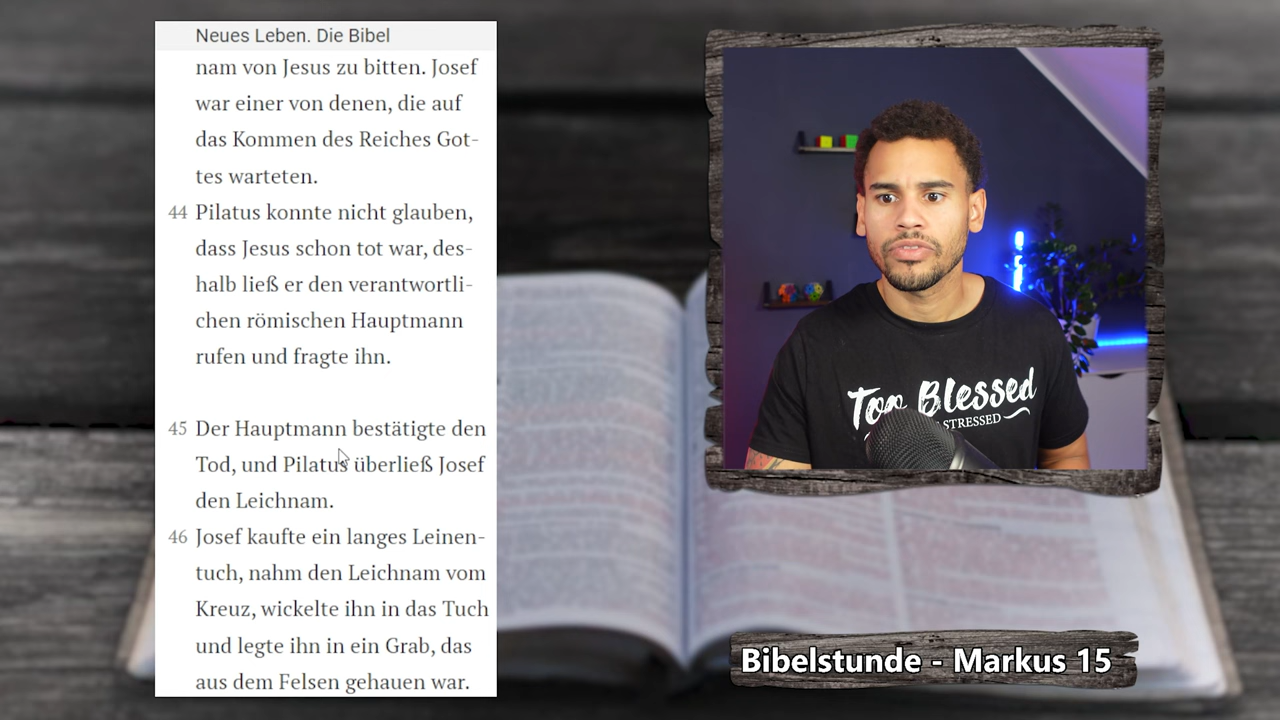 Neues Leben. Die Bibel
nam von Jesus zu bitten. Josef
war einer von denen, die auf
das Kommen des Reiches Got-
tes warteten.
44 Pilatus konnte nicht glauben,
dass Jesus schon tot war, des-
halb ließ er den verantwortli-
chen römischen Hauptmann
rufen und fragte ihn.
45 Der Hauptmann bestätigte den
Tod, und Pilatus überließ Josef
den Leichnam.
46 Josef kaufte ein langes Leinen-
tuch, nahm den Leichnam vom
Kreuz, wickelte ihn in das Tuch
und legte ihn in ein Grab, das
aus dem Felsen gehauen war.
Blessed
STRESSED
Bibelstunde - Markus 15